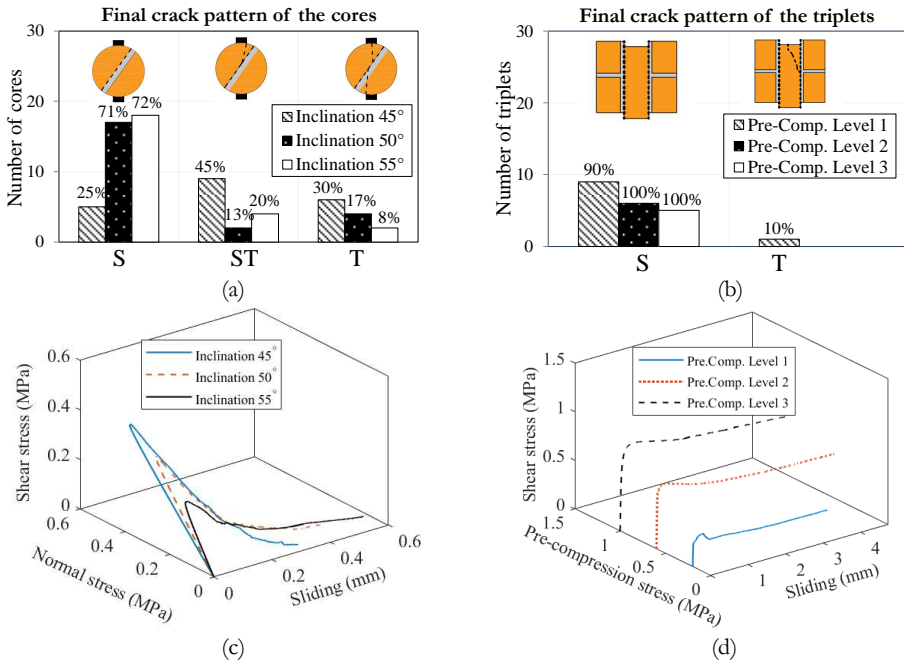 Final crack pattern of the cores
30
20
10
0
Number of cores
25%
71%
72%
45%
13%
20%
30%
17%
8%
Inclination 45°
Inclination 50°
Inclination 55°
S
ST
T
(a)
Final crack pattern of the triplets
30
20
10
0
Number of triplets
90%
100%
100%
10%
Pre-Comp. Level 1
Pre-Comp. Level 2
Pre-Comp. Level 3
S
T
(b)
Shear stress (MPa)
0.6
0.4
0.2
0
0.6
0.4
0.2
0
Normal stress (MPa)
0
0.2
0.4
0.6
Sliding (mm)
Inclination 45°
Inclination 50°
Inclination 55°
(c)
Shear stress (MPa)
1.5
1
0.5
0
1.5
1
0.5
0
Pre-compression stress (MPa)
1
2
3
4
Sliding (mm)
Pre.Comp. Level 1
Pre.Comp. Level 2
Pre.Comp. Level 3
(d)